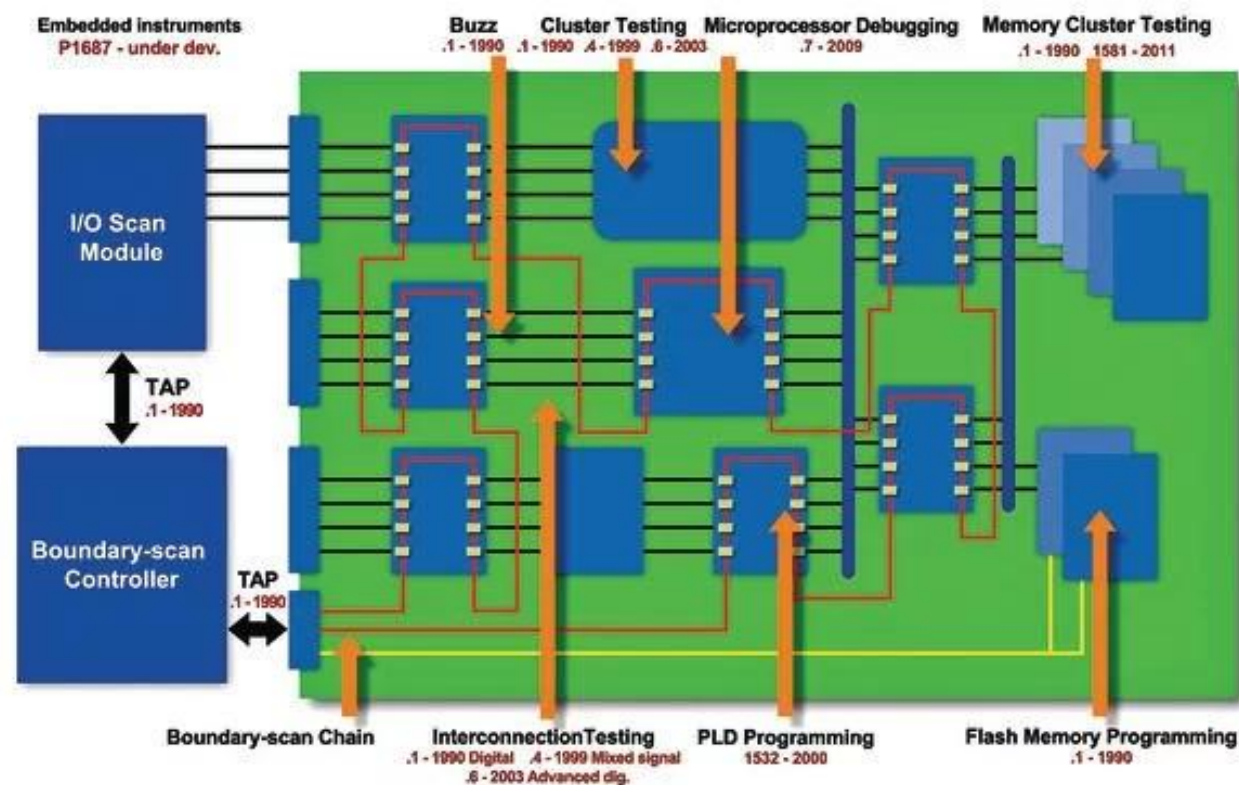 Embedded instruments
P1687 - under dev.
Buzz
.1 - 1990
Cluster Testing
.1 - 1990 .4 - 1999 .6 - 2003
Microprocessor Debugging
.7 - 2009
Memory Cluster Testing
.1 - 1990 1581 - 2011
I/O Scan
Module
TAP
.1 - 1990
Boundary-scan
Controller
TAP
.1 - 1990
Boundary-scan Chain
InterconnectionTesting
.1 - 1990 Digital .4 - 1999 Mixed signal
.6 - 2003 Advanced dig.
PLD Programming
1532 - 2000
Flash Memory Programming
.1 - 1990